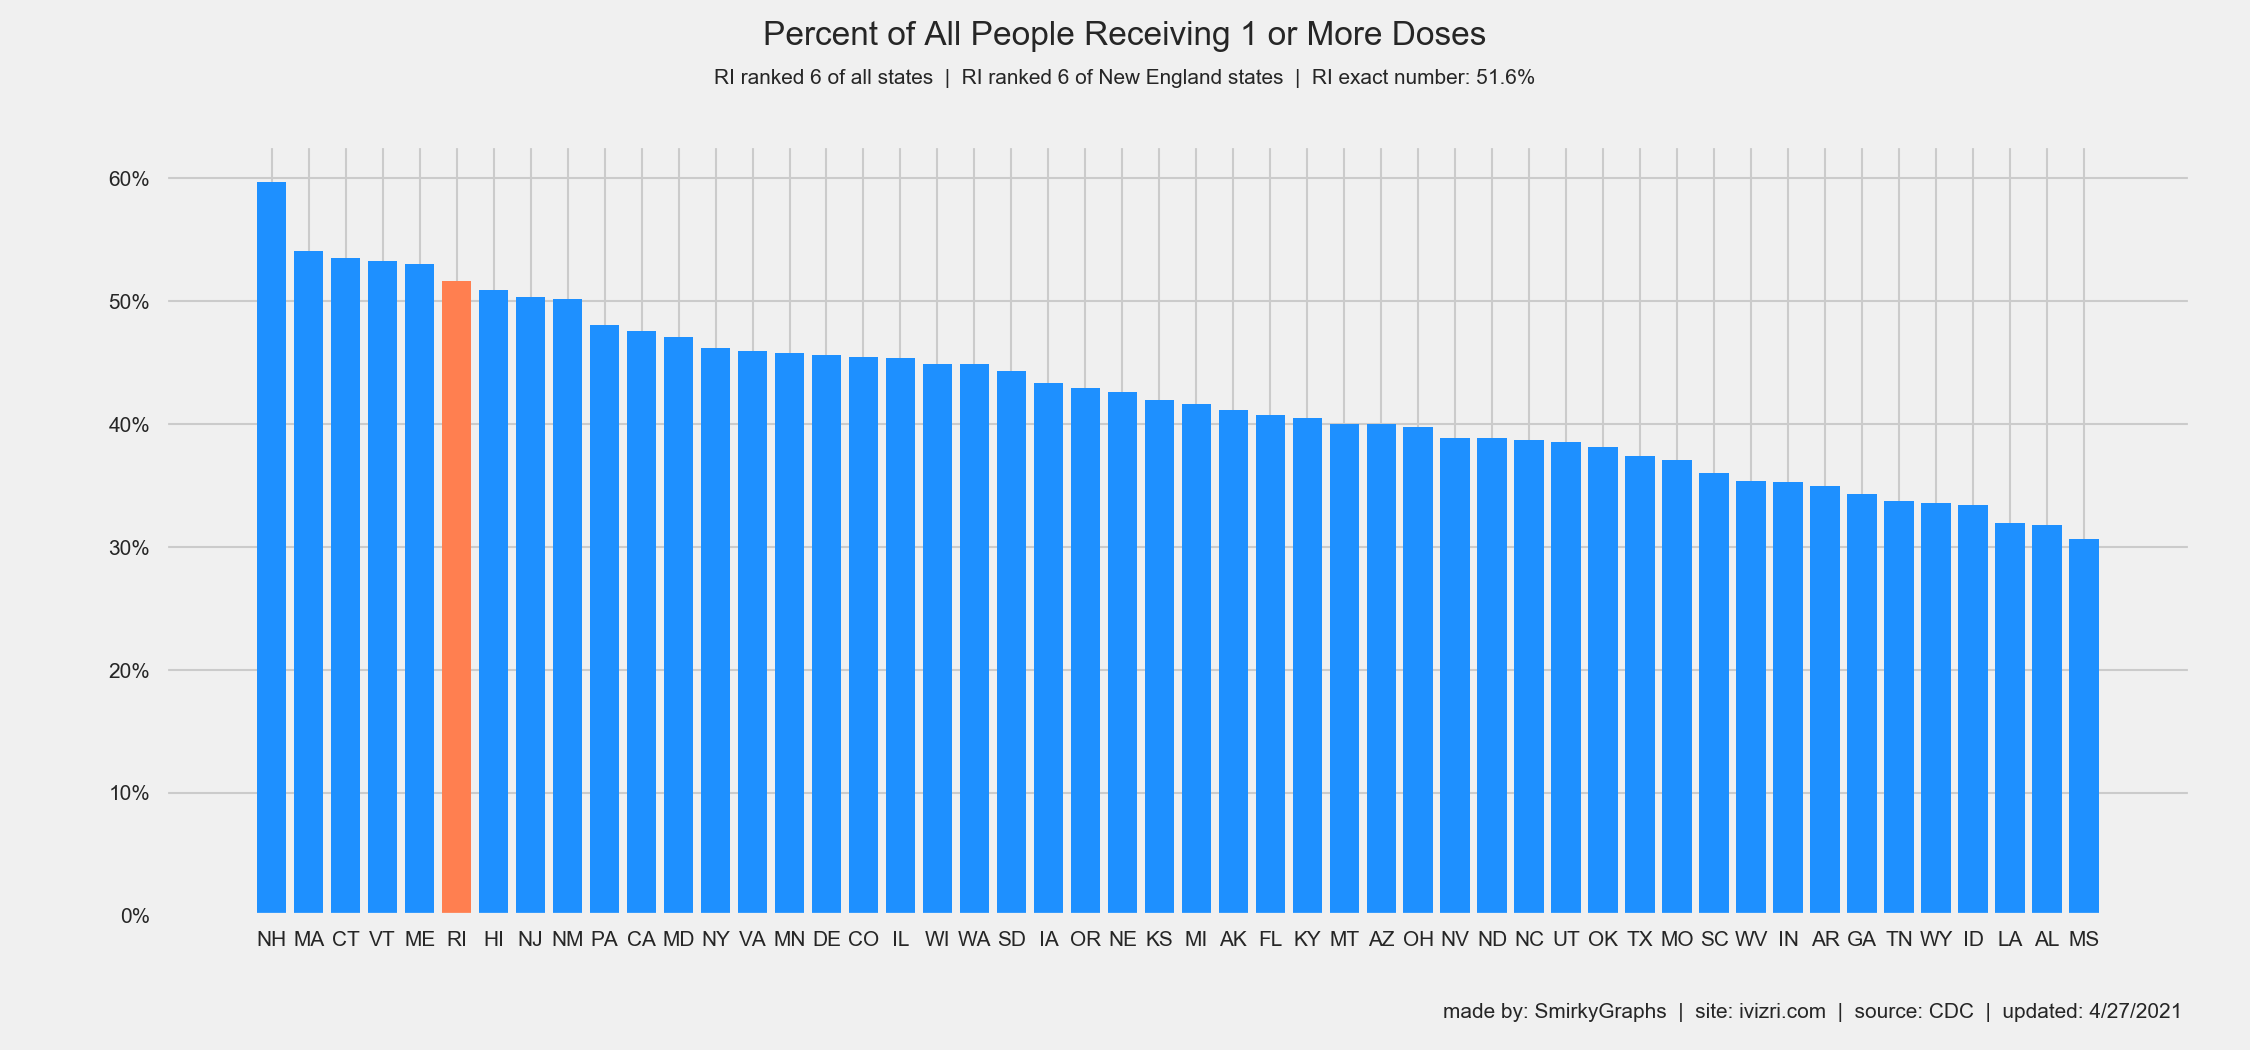 Percent of All People Receiving 1 or More Doses
RI ranked 6 of all states | RI ranked 6 of New England states | RI exact number: 51.6%
60%
50%
40%
30%
20%
10%
0%
NH MA CT VT ME RI HI NJ NM PA CA MD NY VA MN DE CO IL WI WA SD IA OR NE KS MI AK FL KY MT AZ OH NV ND NC UT OK TX MO SC WV IN AR GA TN WY ID LA AL MS
made by: SmirkyGraphs | site: ivizri.com | source: CDC | updated: 4/27/2021